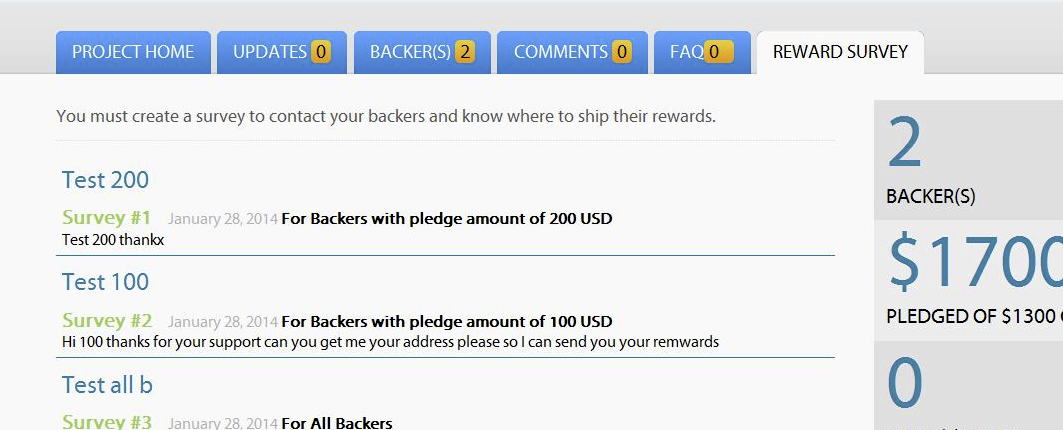 PROJECT HOME UPDATES 0 BACKER(S) 2 COMMENTS 0 FAQ 0 REWARD SURVEY
You must create a survey to contact your backers and know where to ship their rewards.
Test 200
Survey #1 January 28, 2014 For Backers with pledge amount of 200 USD
Test 200 thankx
Test 100
Survey #2 January 28, 2014 For Backers with pledge amount of 100 USD
Hi 100 thanks for your support can you get me your address please so I can send you your remwards
Test all b
Survey #3 January 28, 2014 For All Backers
2
BACKER(S)
$1700
PLEDGED OF $1300
0